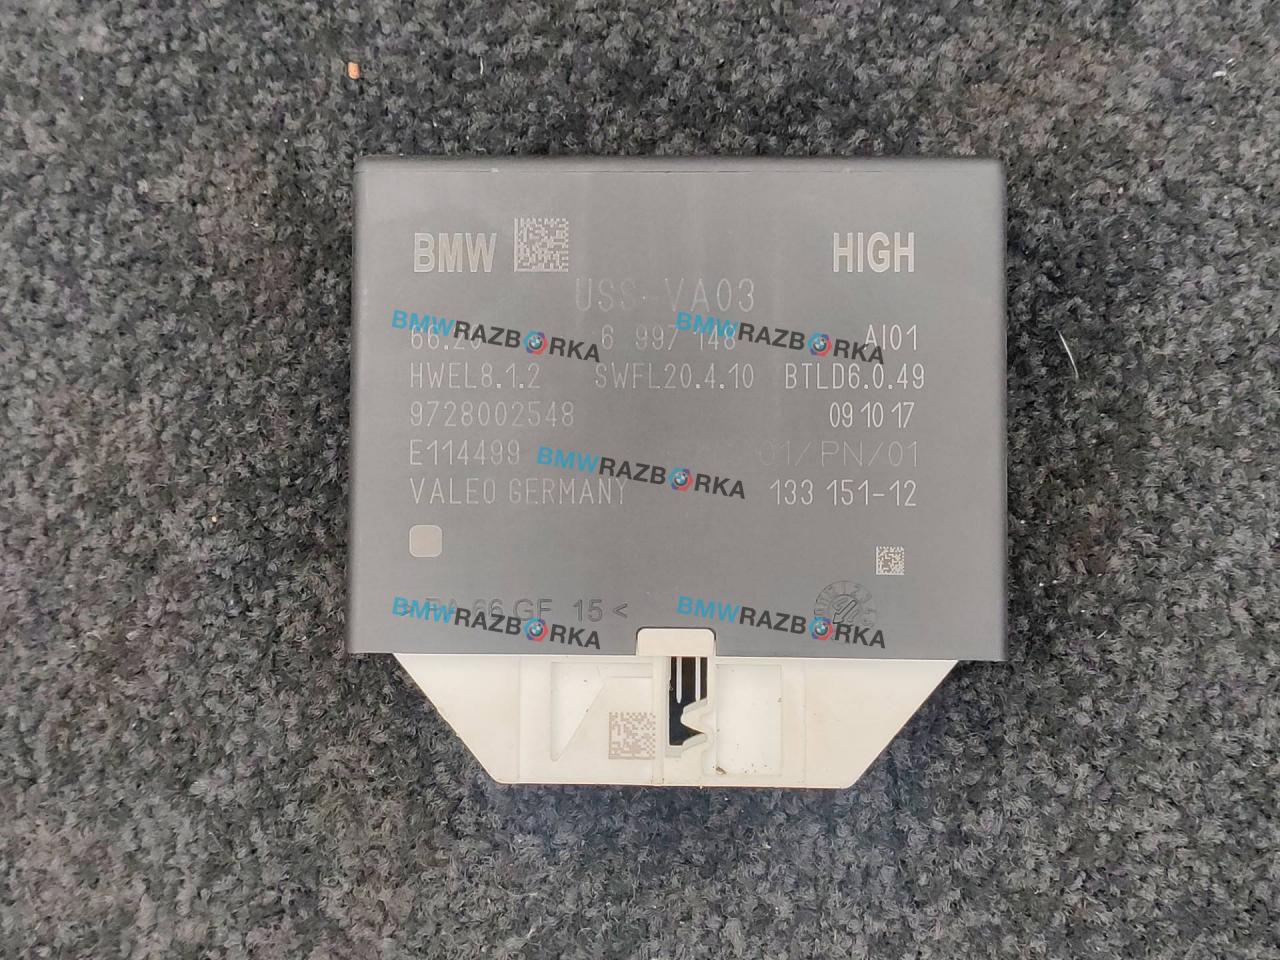 BMW HIGH
USS-VA03
BMWRAZBORKA BMWRAZBORKA
66.20 6 997 148 AI01
HWEL8.1.2 SWFL20.4.10 BTLD6.0.49
9728002548 09 10 17
E114499 01/PN/01
BMWRAZBORKA
VALEO GERMANY 133 151-12
BMWRAZBORKA BMWRAZBORKA
PA 66 GF 15 <